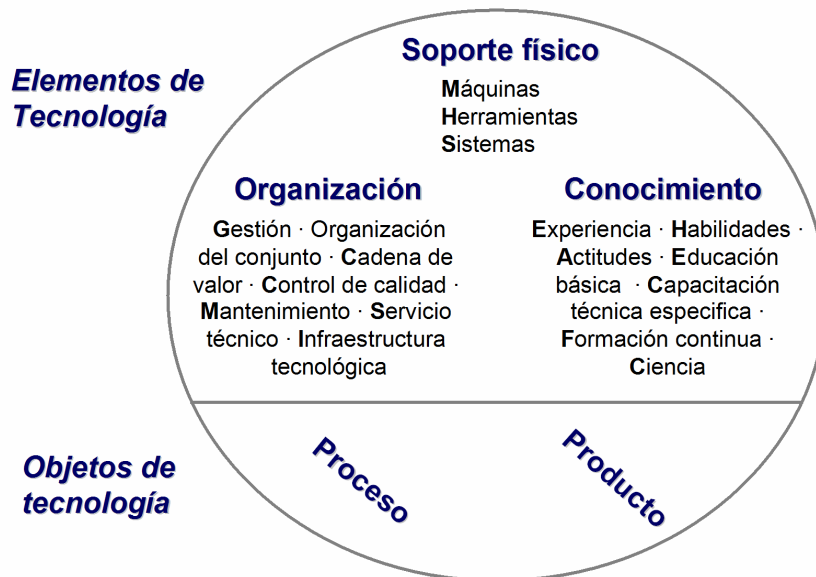 Elementos de
Tecnología
Soporte físico
Máquinas
Herramientas
Sistemas
Organización
Gestión · Organización
del conjunto · Cadena de
valor · Control de calidad ·
Mantenimiento · Servicio
técnico · Infraestructura
tecnológica
Conocimiento
Experiencia · Habilidades ·
Actitudes · Educación
básica · Capacitación
técnica especifica ·
Formación continua ·
Ciencia
Objetos de
tecnología
Proceso
Producto